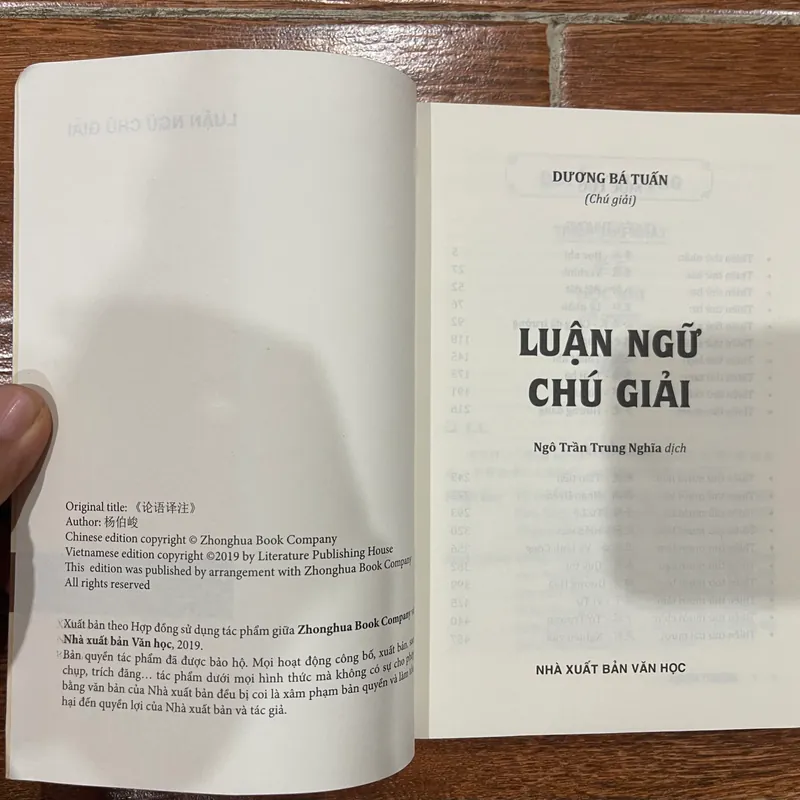 Original title: 《论语译注》
Author: 杨伯峻
Chinese edition copyright © Zhonghua Book Company
Vietnamese edition copyright ©2019 by Literature Publishing House
This edition was published by arrangement with Zhonghua Book Company
All rights reserved
Xuất bản theo Hợp đồng sử dụng tác phẩm giữa Zhonghua Book Company
Nhà xuất bản Văn học, 2019.
Bản quyền tác phẩm đã được bảo hộ. Mọi hoạt động công bố, xuất bản,
chụp, trích đăng... tác phẩm dưới mọi hình thức mà không có sự cho
bằng văn bản của Nhà xuất bản đều bị coi là xâm phạm bản quyền và làm
hại đến quyền lợi của Nhà xuất bản và tác giả.
DƯƠNG BÁ TUẤN
(Chú giải)
LUẬN NGỮ
CHÚ GIẢI
Ngô Trần Trung Nghĩa dịch
NHÀ XUẤT BẢN VĂN HỌC